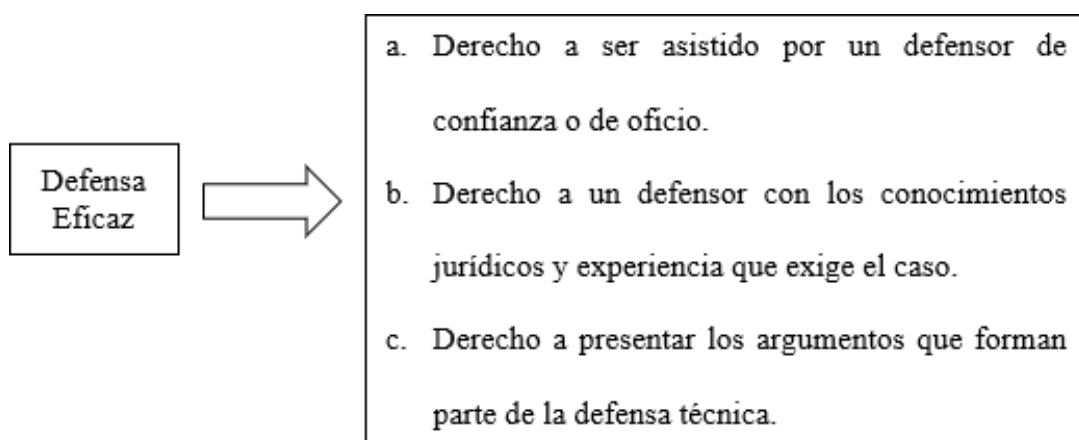 Defensa
Eficaz
a. Derecho a ser asistido por un defensor de
confianza o de oficio.
b. Derecho a un defensor con los conocimientos
jurídicos y experiencia que exige el caso.
c. Derecho a presentar los argumentos que forman
parte de la defensa técnica.